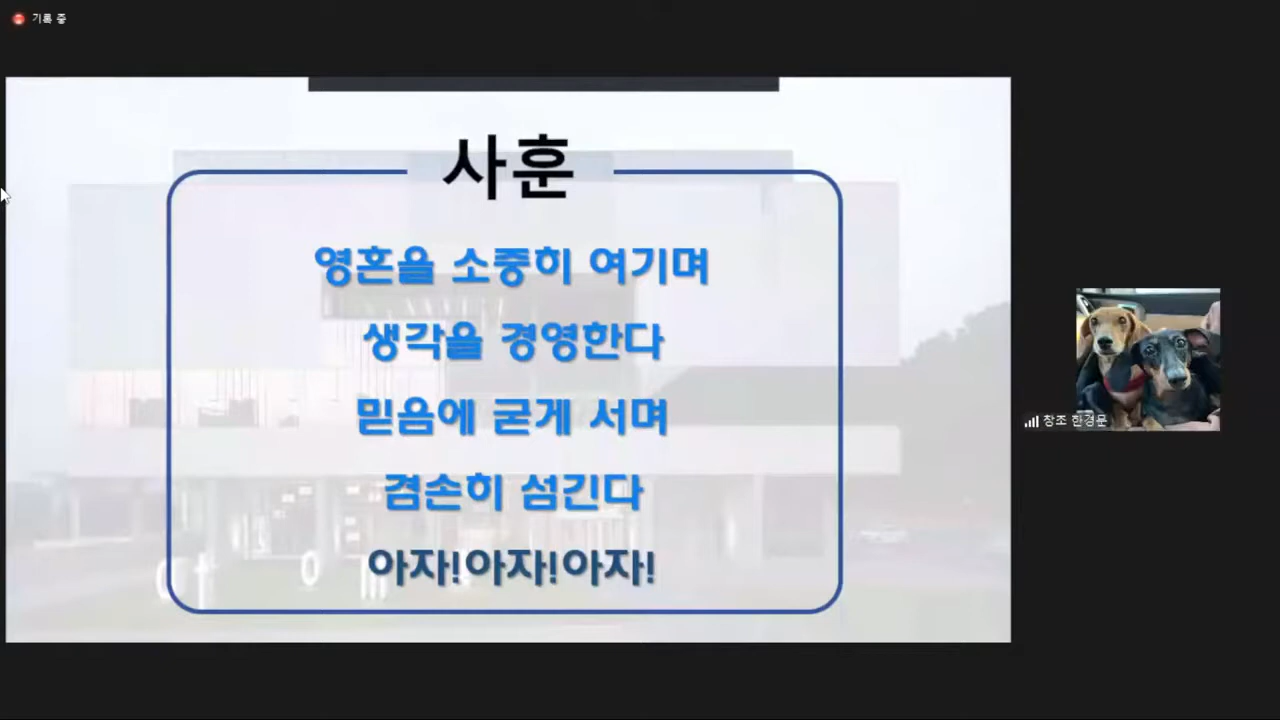 기록 중
사훈
영혼을 소중히 여기며
생각을 경영한다
믿음에 굳게 서며
겸손히 섬긴다
아자!아자!아자!
창조 한경문